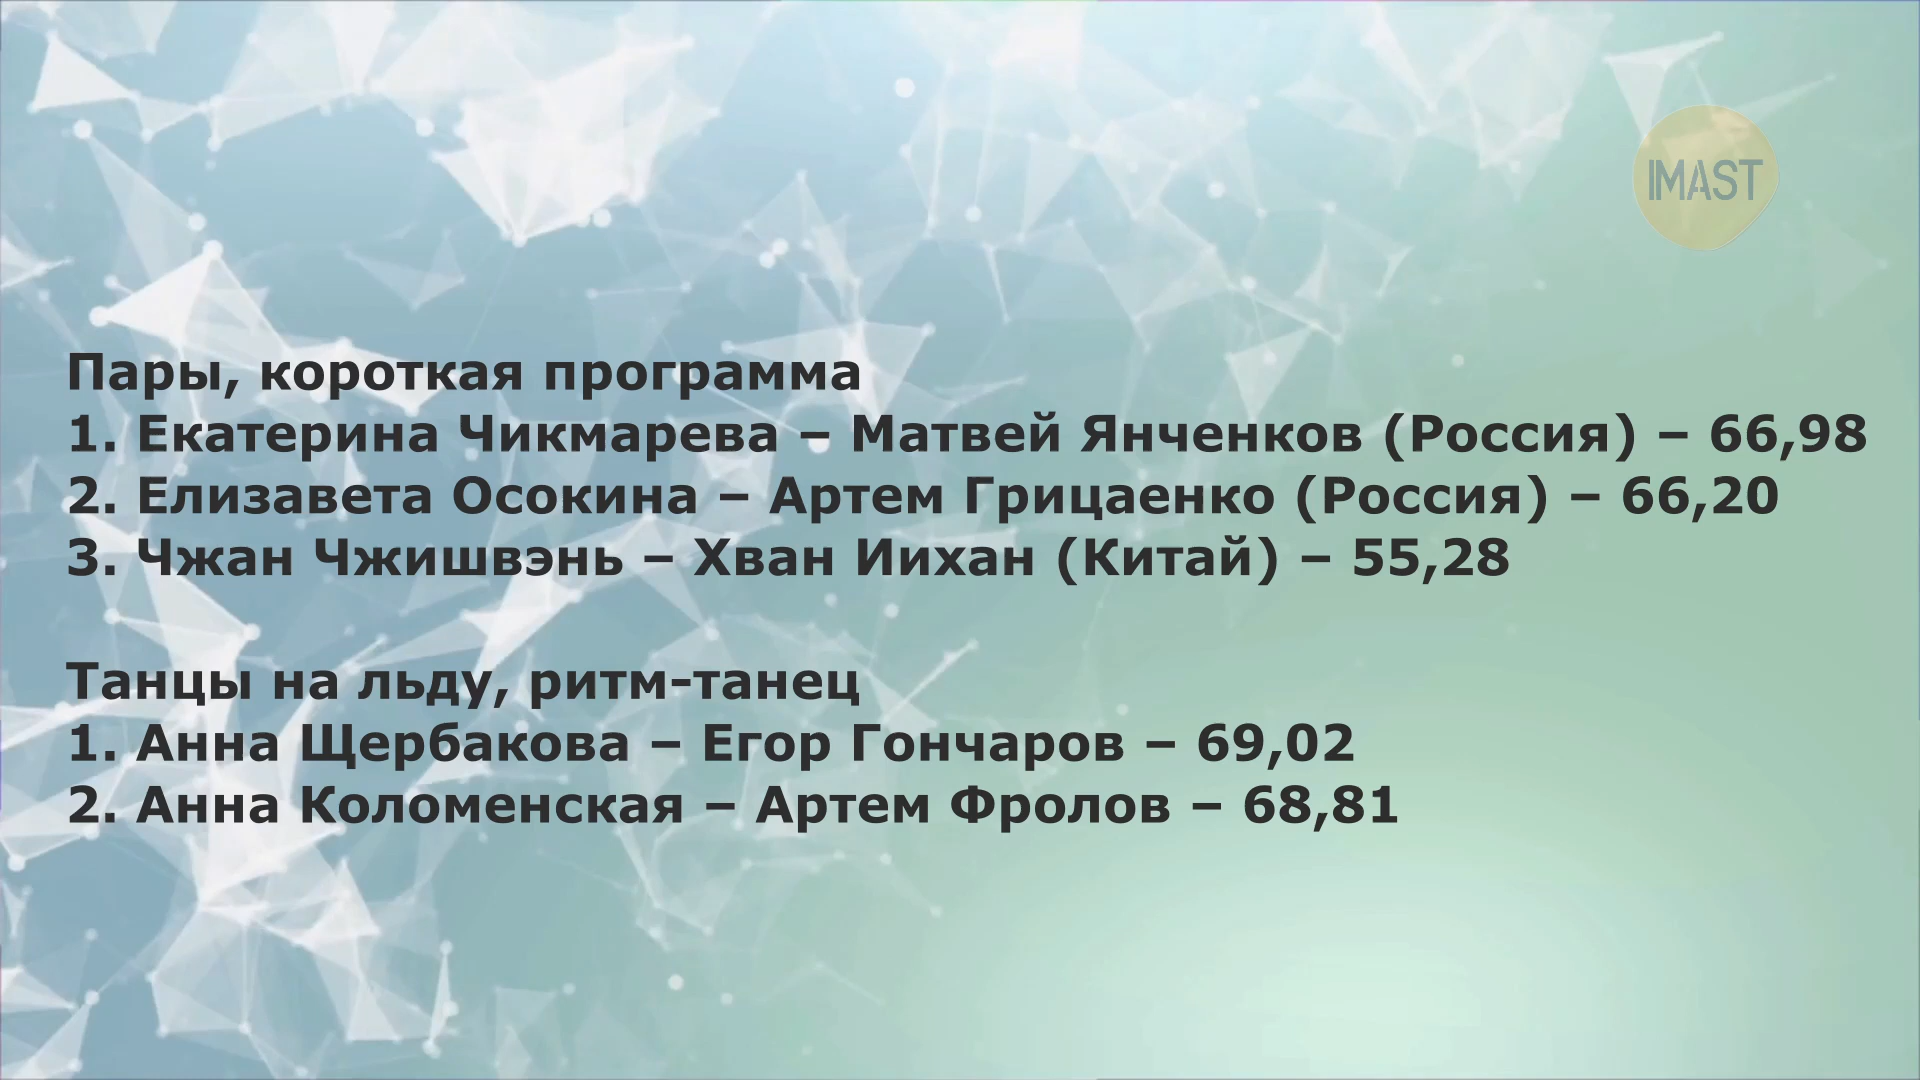 IMAST
Пары, короткая программа
1. Екатерина Чикмарева – Матвей Янченков (Россия) – 66,98
2. Елизавета Осокина – Артем Грицаенко (Россия) – 66,20
3. Чжан Чжишвэнь – Хван Иихан (Китай) – 55,28
Танцы на льду, ритм-танец
1. Анна Щербакова – Егор Гончаров – 69,02
2. Анна Коломенская – Артем Фролов – 68,81